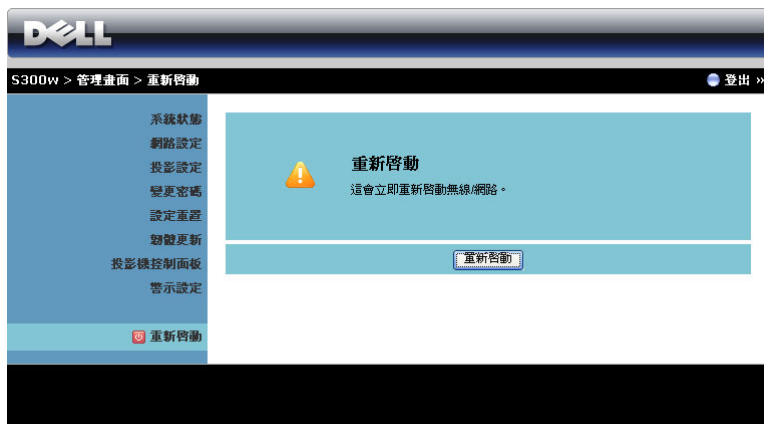 DELL
S300w > 管理畫面 > 重新啓動
登出 »
系統狀態
網路設定
投影設定
變更密碼
設定重置
韌體更新
投影機控制面板
警示設定
重新啓動
重新啓動
這會立即重新啓動無線/網路。
重新啓動